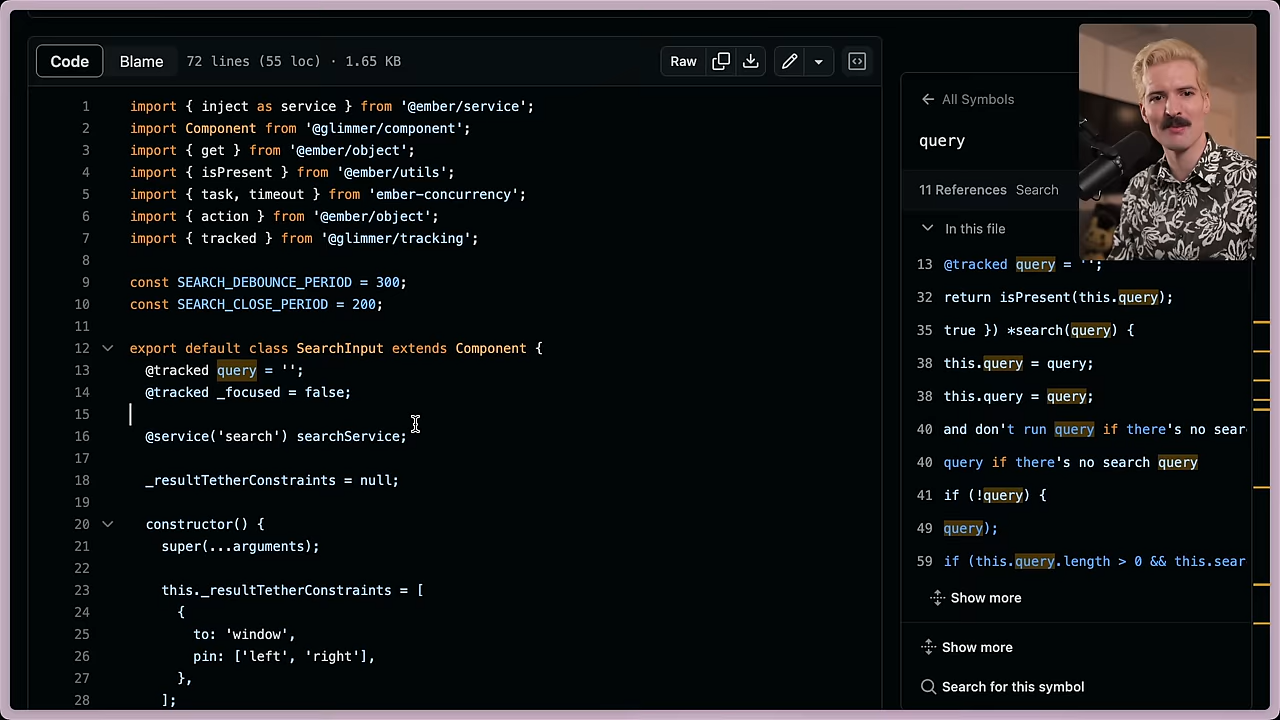 Code
Blame
72 lines (55 loc) · 1.65 KB
Raw
1 import { inject as service } from '@ember/service';
2 import Component from '@glimmer/component';
3 import { get } from '@ember/object';
4 import { isPresent } from '@ember/utils';
5 import { task, timeout } from 'ember-concurrency';
6 import { action } from '@ember/object';
7 import { tracked } from '@glimmer/tracking';
8
9 const SEARCH_DEBOUNCE_PERIOD = 300;
10 const SEARCH_CLOSE_PERIOD = 200;
11
12 export default class SearchInput extends Component {
13 @tracked query = '';
14 @tracked _focused = false;
15
16 @service('search') searchService;
17
18 _resultTetherConstraints = null;
19
20 constructor() {
21 super(...arguments);
22
23 this._resultTetherConstraints = [
24 {
25 to: 'window',
26 pin: ['left', 'right'],
27 },
28 ];
All Symbols
query
11 References Search
In this file
13 @tracked query = '';
32 return isPresent(this.query);
35 true }) *search(query) {
38 this.query = query;
38 this.query = query;
40 and don't run query if there's no sear
40 query if there's no search query
41 if (!query) {
49 query);
59 if (this.query.length > 0 && this.sear
Show more
Show more
Search for this symbol